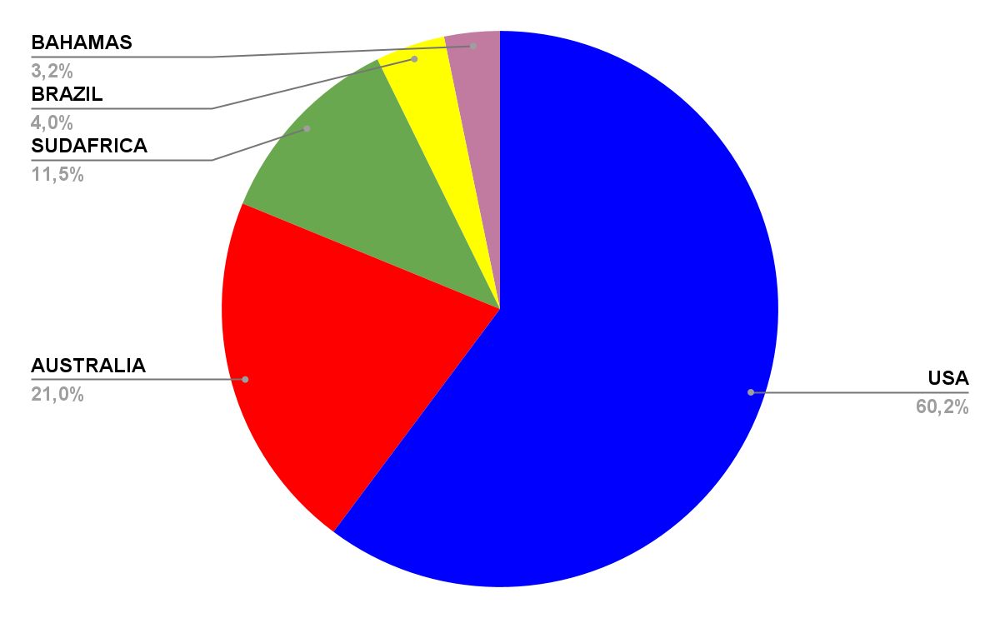 BAHAMAS
3,2%
BRAZIL
4,0%
SUDAFRICA
11,5%
AUSTRALIA
21,0%
USA
60,2%